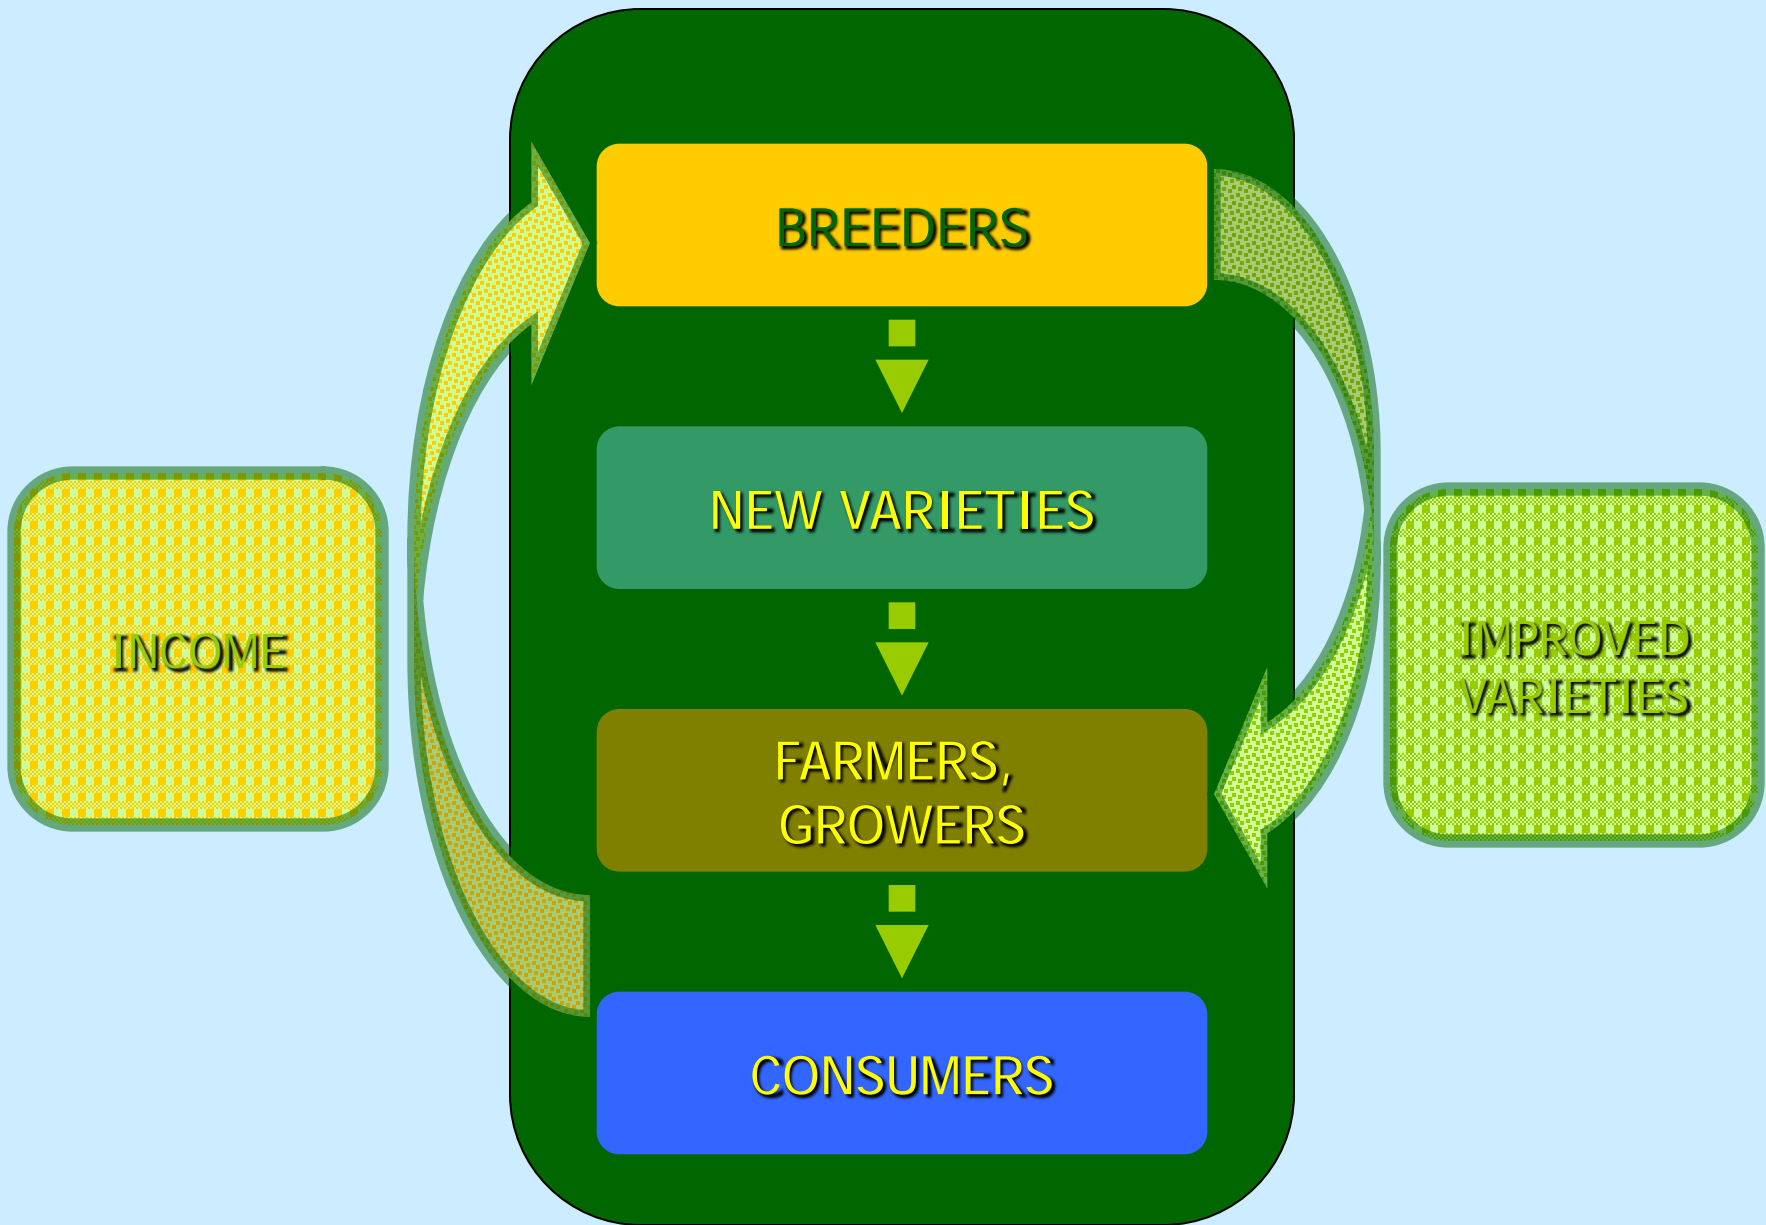 BREEDERS
NEW VARIETIES
INCOME
IMPROVED
VARIETIES
FARMERS,
GROWERS
CONSUMERS